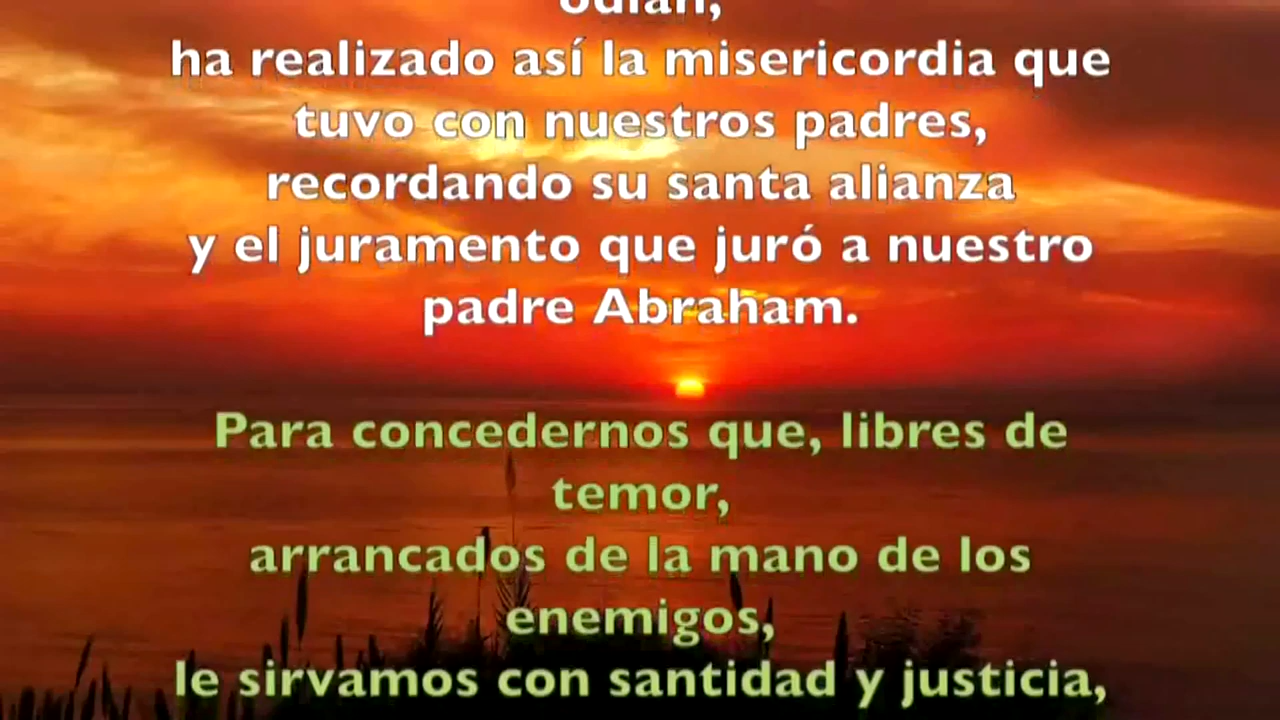 odian,
ha realizado así la misericordia que
tuvo con nuestros padres,
recordando su santa alianza
y el juramento que juró a nuestro
padre Abraham.
Para concedernos que, libres de
temor,
arrancados de la mano de los
enemigos,
le sirvamos con santidad y justicia,